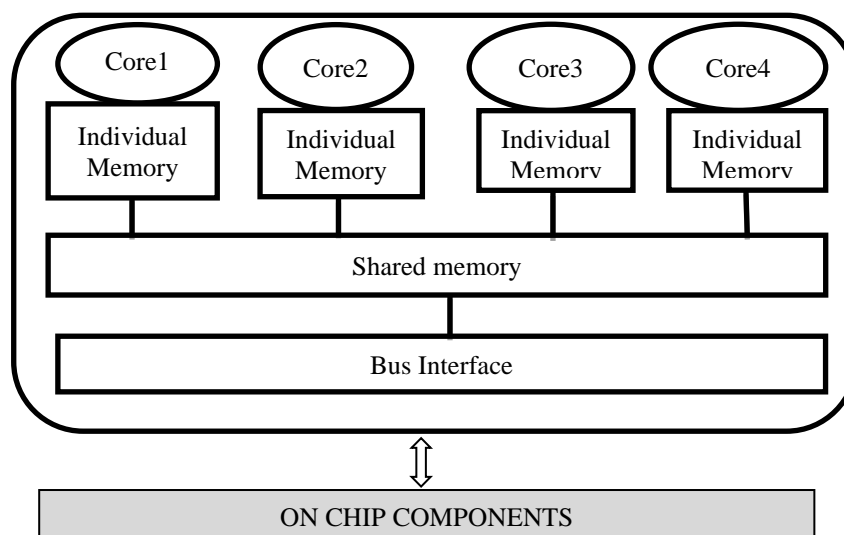 Core1
Core2
Core3
Core4
Individual
Memory
Individual
Memory
Individual
Memory
Individual
Memory
Shared memory
Bus Interface
ON CHIP COMPONENTS